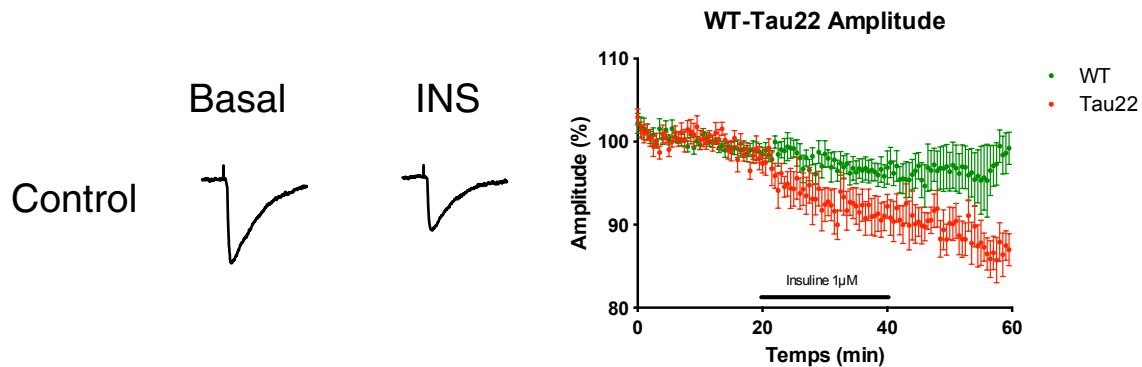 Basal INS
Control
WT-Tau22 Amplitude
110
100
90
80
Amplitude (%)
Insuline 1µM
0 20 40 60
Temps (min)
WT
Tau22